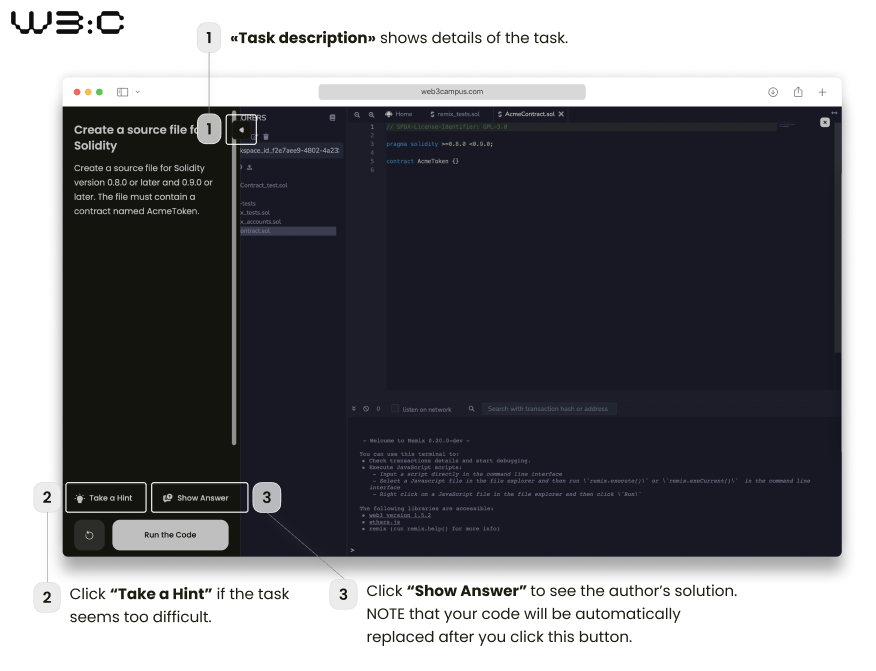 W3:C
1 «Task description» shows details of the task.
web3campus.com
Create a source file fo
Solidity
1
Create a source file for Solidity
version 0.8.0 or later and 0.9.0 or
later. The file must contain a
contract named AcmeToken.
ORERS
kspace_id_f2e7aee9-4802-4a23
Contract_test.sol
-tests
x_tests.sol
x_accounts.sol
ontract.sol
Home remix_tests.sol AcmeContract.sol
1 // SPDX-License-Identifier: GPL-3.0
2
3 pragma solidity >=0.8.0 <0.9.0;
4
5 contract AcmeToken {}
6
0 listen on network Search with transaction hash or address
- Welcome to Remix 0.20.0-dev -
You can use this terminal to:
• Check transactions details and start debugging.
• Execute JavaScript scripts:
- Input a script directly in the command line interface
- Select a Javascript file in the file explorer and then run \`remix.execute()\` or \`remix.exeCurrent()\` in the command line
interface
- Right click on a JavaScript file in the file explorer and then click \`Run\`
The following libraries are accessible:
• web3 version 1.5.2
• ethers.js
• remix (run remix.help() for more info)
>
2 Take a Hint Show Answer 3
Run the Code
2 Click “Take a Hint” if the task
seems too difficult.
3 Click “Show Answer” to see the author’s solution.
NOTE that your code will be automatically
replaced after you click this button.